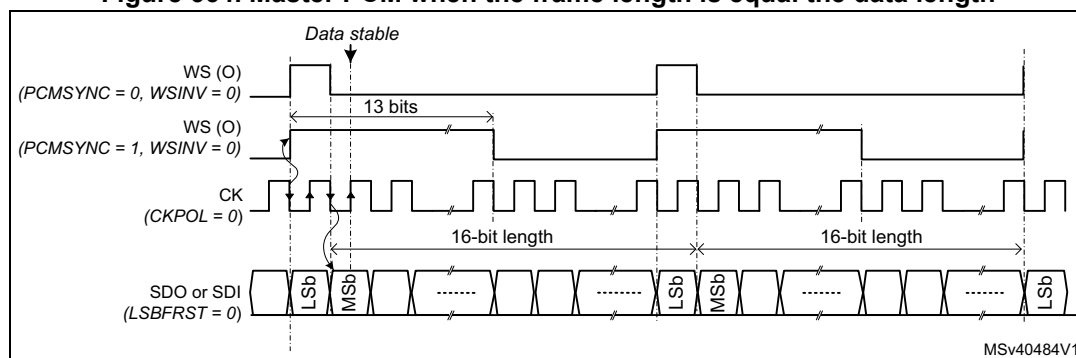 Master PCM when the frame length is equal the data length
Data stable
WS (O)
(PCMSYNC = 0, WSINV = 0)
13 bits
WS (O)
(PCMSYNC = 1, WSINV = 0)
CK
(CKPOL = 0)
16-bit length
16-bit length
SDO or SDI
(LSBFRST = 0)
LSb
MSb
LSb
MSb
LSb
MSv40484V1